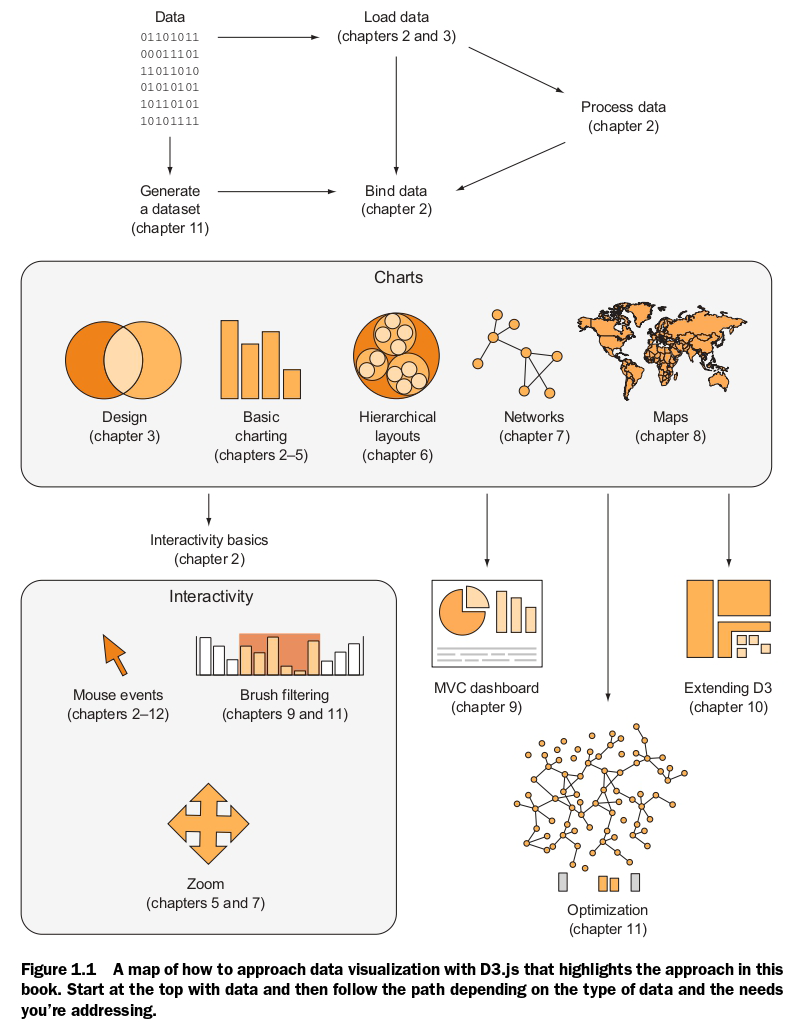 Data
01101011
00011101
11011010
01010101
10110101
10101111
Load data
(chapters 2 and 3)
Process data
(chapter 2)
Generate
a dataset
(chapter 11)
Bind data
(chapter 2)
Charts
Design
(chapter 3)
Basic
charting
(chapters 2–5)
Hierarchical
layouts
(chapter 6)
Networks
(chapter 7)
Maps
(chapter 8)
Interactivity basics
(chapter 2)
Interactivity
Mouse events
(chapters 2–12)
Brush filtering
(chapters 9 and 11)
Zoom
(chapters 5 and 7)
MVC dashboard
(chapter 9)
Extending D3
(chapter 10)
Optimization
(chapter 11)
Figure 1.1 A map of how to approach data visualization with D3.js that highlights the approach in this
book. Start at the top with data and then follow the path depending on the type of data and the needs
you’re addressing.